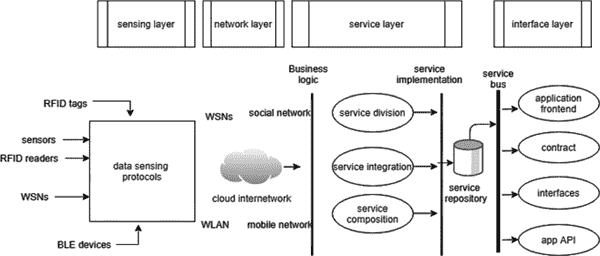 sensing layer
network layer
service layer
interface layer
RFID tags
sensors
RFID readers
WSNs
BLE devices
data sensing
protocols
WSNs
social network
cloud internetwork
WLAN
mobile network
Business
logic
service division
service integration
service
composition
service
implementation
service
repository
service
bus
application
frontend
contract
interfaces
app API